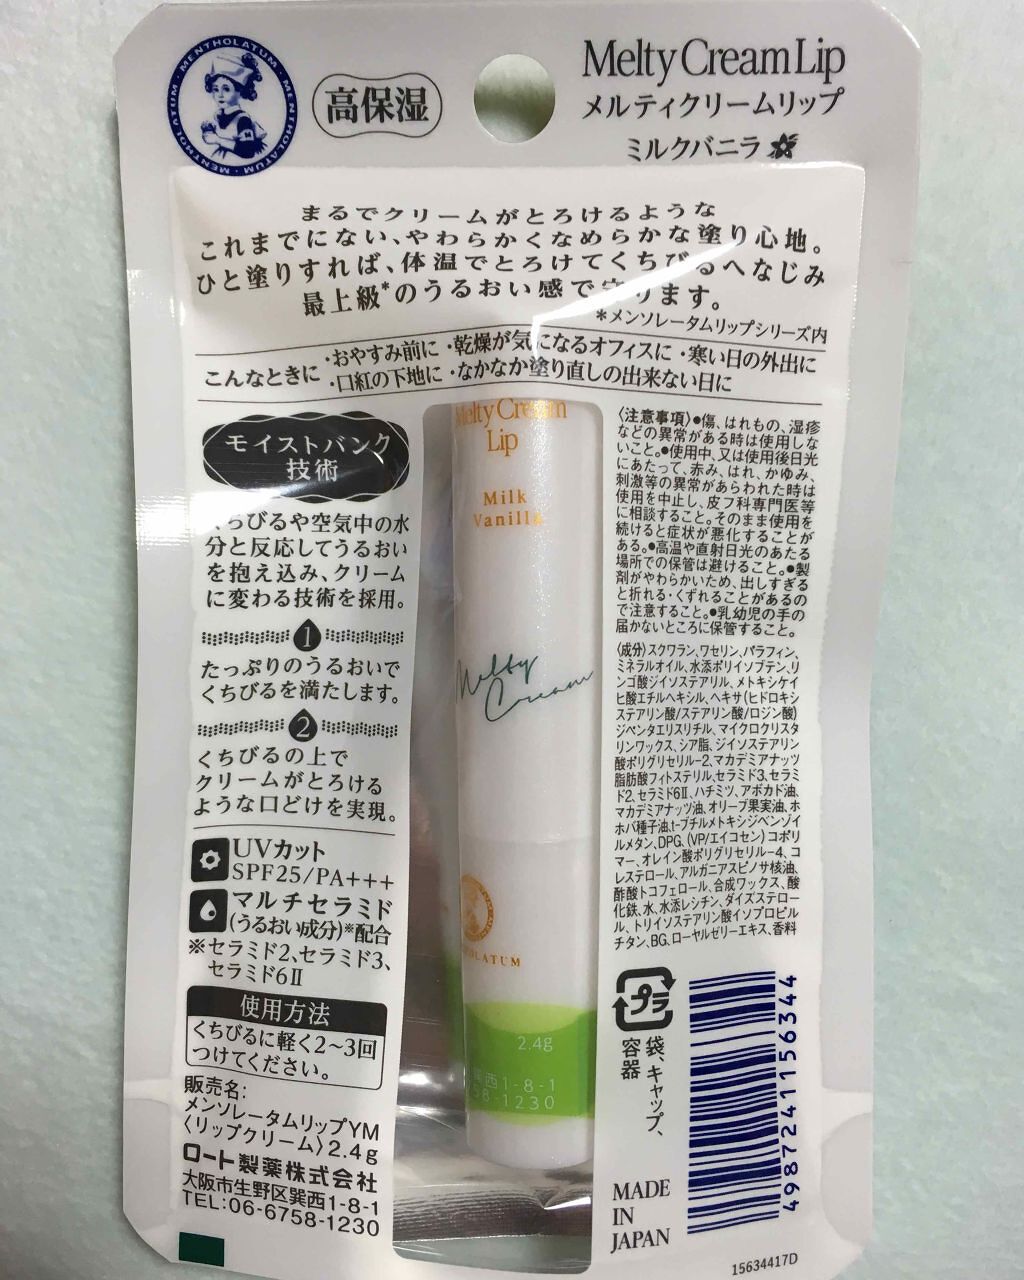 MENTHOLATUM・MENTHOLATUM・MENTHOLATUM
高保湿
Melty Cream Lip
メルティクリームリップ
ミルクバニラ
まるでクリームがとろけるような
これまでにない、やわらかくなめらかな塗り心地。
ひと塗りすれば、体温でとろけてくちびるへなじみ
最上級*のうるおい感で守ります。
*メンソレータムリップシリーズ内
こんなときに
・おやすみ前に ・乾燥が気になるオフィスに ・寒い日の外出に
・口紅の下地に ・なかなか塗り直しの出来ない日に
モイストバンク
技術
くちびるや空気中の水
分と反応してうるおい
を抱え込み、クリーム
に変わる技術を採用。
1
たっぷりのうるおいで
くちびるを満たします。
2
くちびるの上で
クリームがとろける
ような口どけを実現。
UVカット
SPF25/PA+++
マルチセラミド
(うるおい成分)※配合
※セラミド2、セラミド3、
セラミド6Ⅱ
使用方法
くちびるに軽く2〜3回
つけてください。
販売名:
メンソレータムリップYM
〈リップクリーム〉2.4g
ロート製薬株式会社
大阪市生野区巽西1-8-1
TEL:06-6758-1230
Melty Cream
Lip
Milk
Vanilla
Melty
Cream
2.4g
西1-8-1
58-1230
〈注意事項〉●傷、はれもの、湿疹
などの異常がある時は使用しな
いこと。●使用中、又は使用後日光
にあたって、赤み、はれ、かゆみ、
刺激等の異常があらわれた時は
使用を中止し、皮フ科専門医等
に相談すること。そのまま使用を
続けると症状が悪化することが
ある。●高温や直射日光のあたる
場所での保管は避けること。●製
剤がやわらかいため、出しすぎる
と折れる・くずれることがあるの
で注意すること。●乳幼児の手の
届かないところに保管すること。
〈成分〉スクワラン、ワセリン、パラフィン、
ミネラルオイル、水添ポリイソブテン、リ
ンゴ酸ジイソステアリル、メトキシケイ
ヒ酸エチルヘキシル、ヘキサ(ヒドロキシ
ステアリン酸/ステアリン酸/ロジン酸)
ジペンタエリスリチル、マイクロクリスタ
リンワックス、シア脂、ジイソステアリン
酸ポリグリセリル-2、マカデミアナッツ
脂肪酸フィトステリル、セラミド3、セラミ
ド2、セラミド6Ⅱ、ハチミツ、アボカド油、
マカデミアナッツ油、オリーブ果実油、ホ
ホバ種子油、t-ブチルメトキシジベンゾイ
ルメタン、DPG、(VP/エイコセン)コポリ
マー、オレイン酸ポリグリセリル-4、コ
レステロール、アルガニアスピノサ核油、
酢酸トコフェロール、合成ワックス、酸
化鉄、水、水添レシチン、ダイズステロー
ル、トリイソステアリン酸イソプロピル
チタン、BG、ローヤルゼリーエキス、香料
プラ
袋、キャップ、
容器
4987241156344
MADE
IN
JAPAN
15634417D